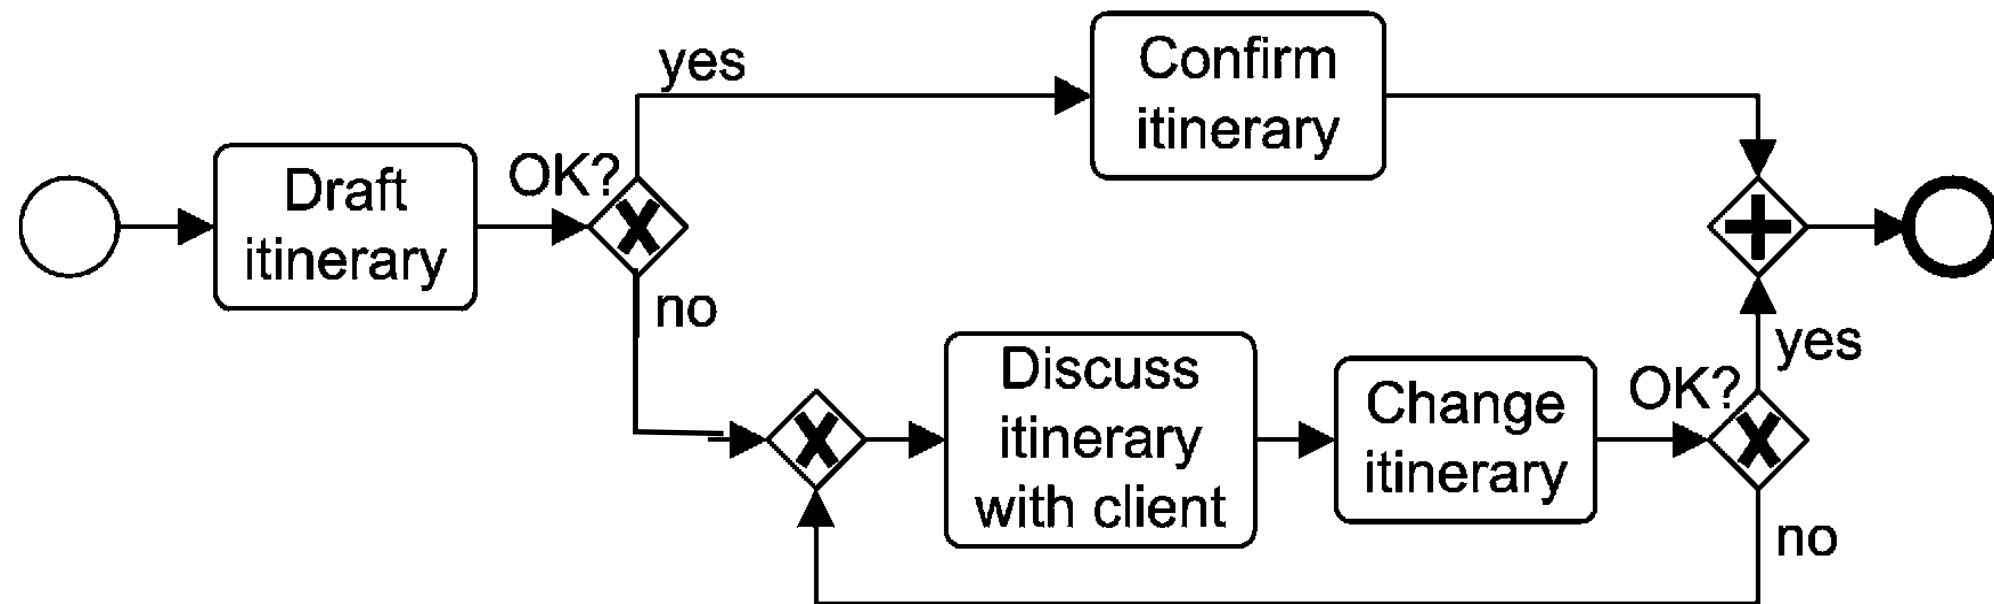 yes
Confirm
itinerary
Draft
itinerary
OK?
no
Discuss
itinerary
with client
Change
itinerary
OK?
yes
no